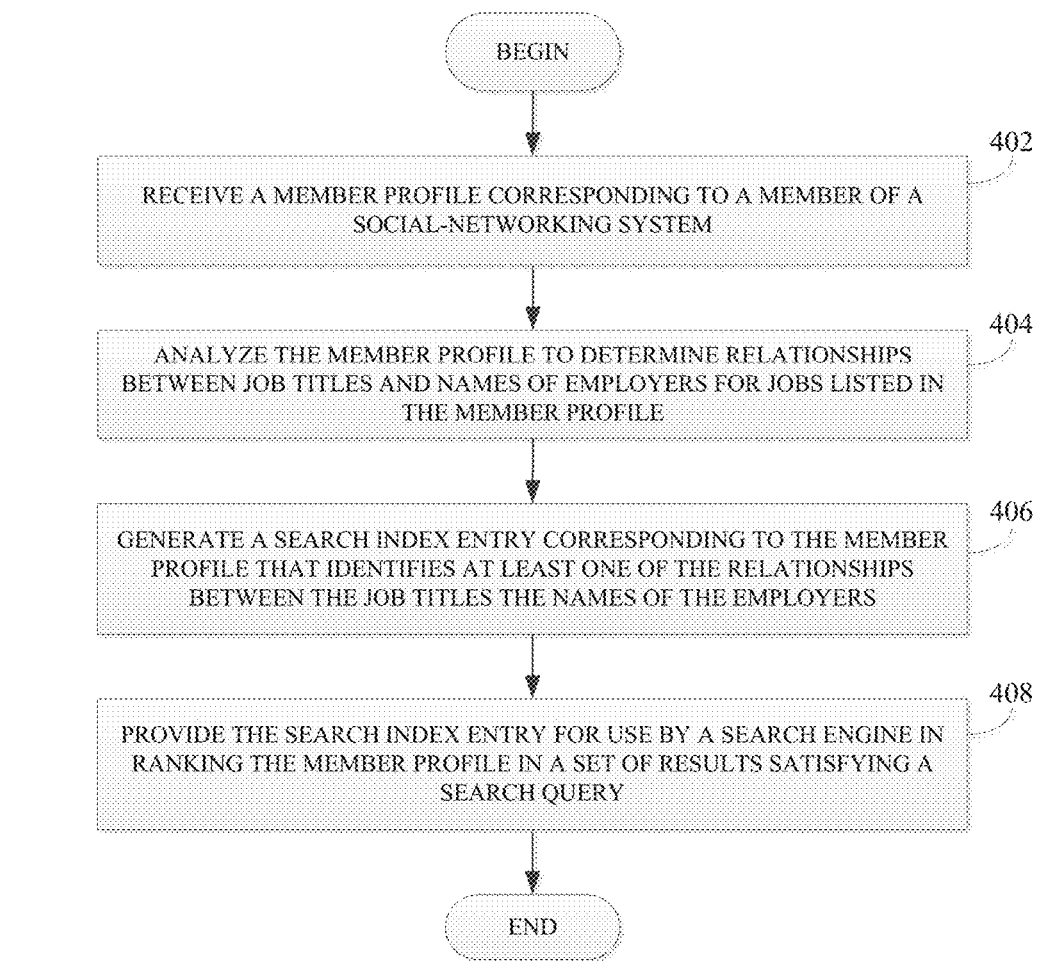 BEGIN
402
RECEIVE A MEMBER PROFILE CORRESPONDING TO A MEMBER OF A
SOCIAL-NETWORKING SYSTEM
404
ANALYZE THE MEMBER PROFILE TO DETERMINE RELATIONSHIPS
BETWEEN JOB TITLES AND NAMES OF EMPLOYERS FOR JOBS LISTED IN
THE MEMBER PROFILE
406
GENERATE A SEARCH INDEX ENTRY CORRESPONDING TO THE MEMBER
PROFILE THAT IDENTIFIES AT LEAST ONE OF THE RELATIONSHIPS
BETWEEN THE JOB TITLES THE NAMES OF THE EMPLOYERS
408
PROVIDE THE SEARCH INDEX ENTRY FOR USE BY A SEARCH ENGINE IN
RANKING THE MEMBER PROFILE IN A SET OF RESULTS SATISFYING A
SEARCH QUERY
END